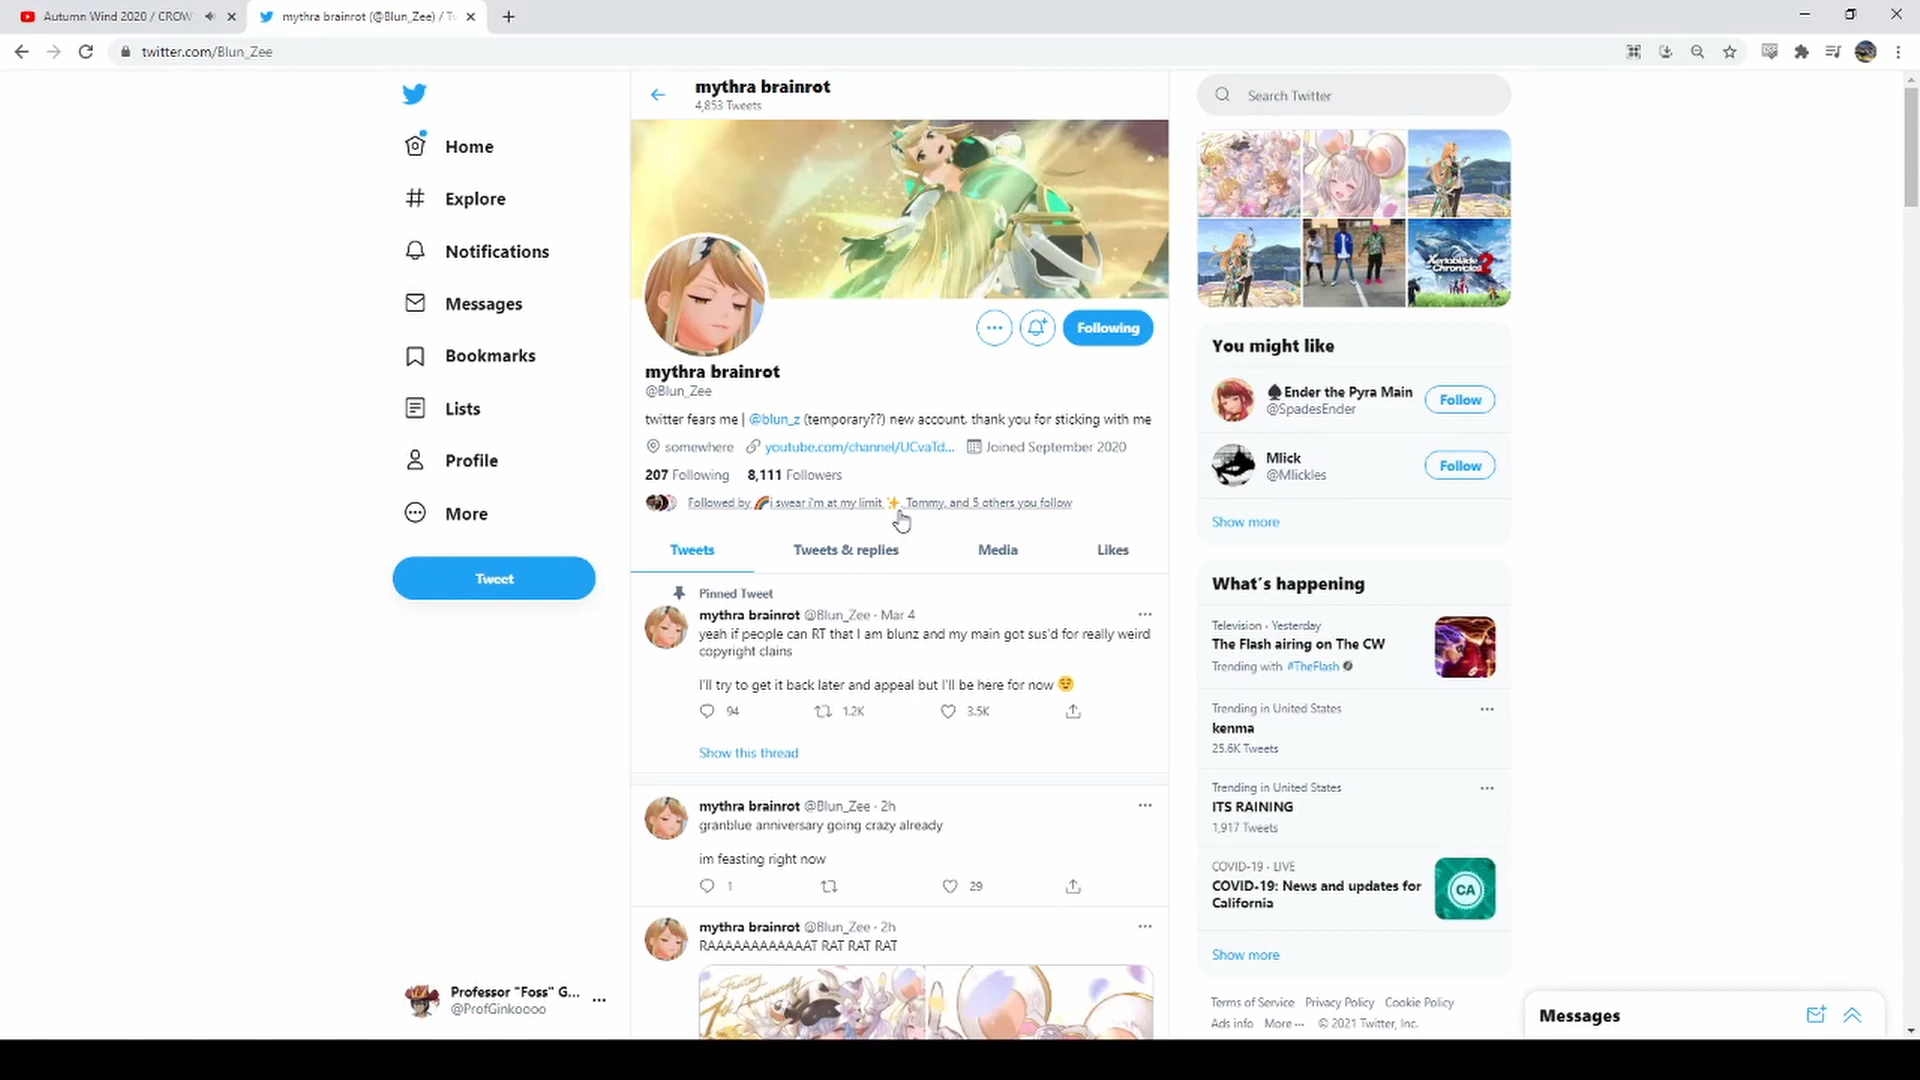 Autumn Wind 2020 / CROW
mythra brainrot (@Blun_Zee) / Tw
twitter.com/Blun_Zee
Home
Explore
Notifications
Messages
Bookmarks
Lists
Profile
More
Tweet
Professor "Foss" G...
@ProfGinkoooo
mythra brainrot
4,853 Tweets
Following
mythra brainrot
@Blun_Zee
twitter fears me | @blun_z (temporary??) new account, thank you for sticking with me
somewhere youtube.com/channel/UCvaTd... Joined September 2020
207 Following 8,111 Followers
Followed by 🌈i swear i'm at my limit ✨, Tommy, and 5 others you follow
Tweets Tweets & replies Media Likes
Pinned Tweet
mythra brainrot @Blun_Zee · Mar 4
yeah if people can RT that I am blunz and my main got sus'd for really weird
copyright clains
I'll try to get it back later and appeal but I'll be here for now 😌
94 1.2K 3.5K
Show this thread
mythra brainrot @Blun_Zee · 2h
granblue anniversary going crazy already
im feasting right now
1 29
mythra brainrot @Blun_Zee · 2h
RAAAAAAAAAAAAT RAT RAT RAT
7th Anniversary
Search Twitter
Xenoblade
Chronicles 2
You might like
♠Ender the Pyra Main
@SpadesEnder
Follow
Mlick
@Mlickles
Follow
Show more
What's happening
Television · Yesterday
The Flash airing on The CW
Trending with #TheFlash
Trending in United States
kenma
25.6K Tweets
Trending in United States
ITS RAINING
1,917 Tweets
COVID-19 · LIVE
COVID-19: News and updates for
California
CA
Show more
Terms of Service Privacy Policy Cookie Policy
Ads info More ··· © 2021 Twitter, Inc.
Messages